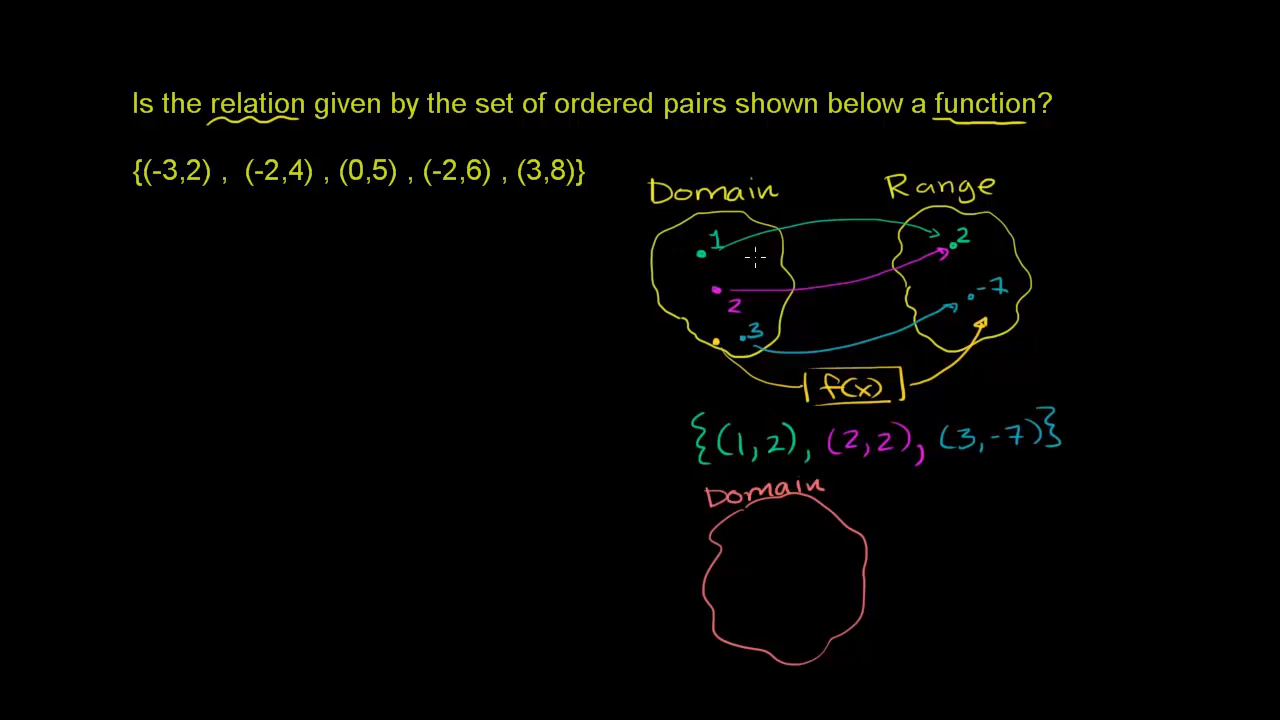 Is the relation given by the set of ordered pairs shown below a function?
{(-3,2) , (-2,4) , (0,5) , (-2,6) , (3,8)}
Domain Range
1 2
2 -7
3
f(x)
{(1,2), (2,2), (3,-7)}
Domain